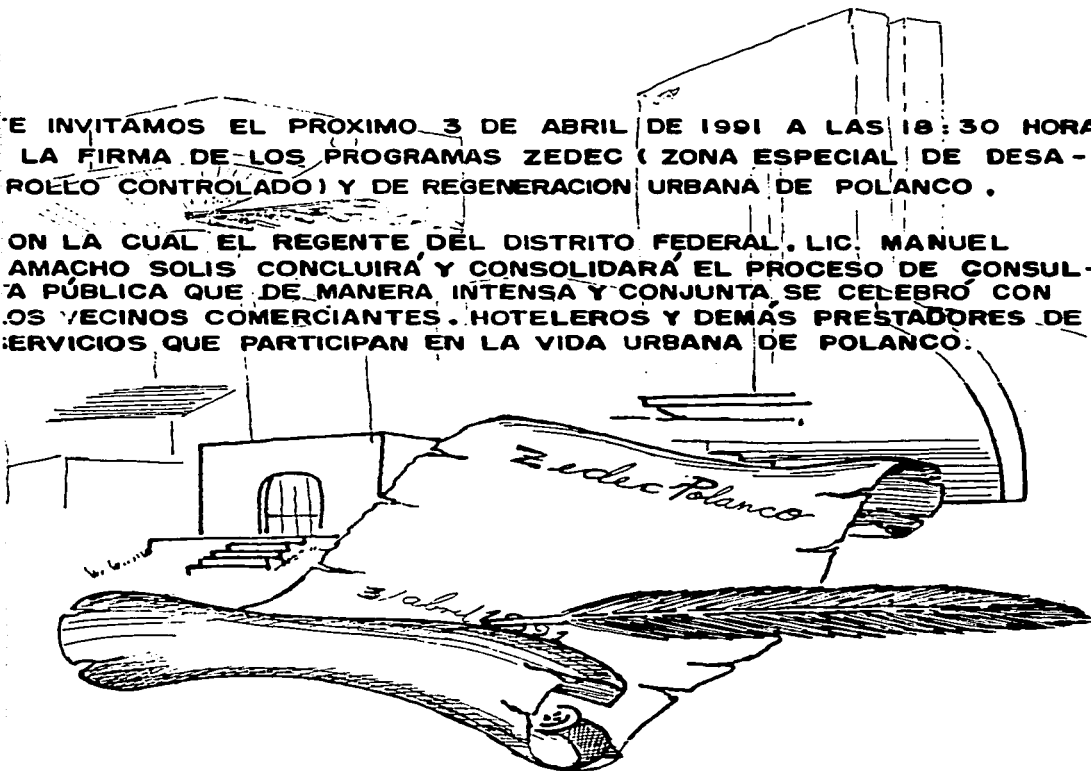 E INVITAMOS EL PROXIMO 3 DE ABRIL DE 1991 A LAS 18:30 HORA
LA FIRMA DE LOS PROGRAMAS ZEDEC ( ZONA ESPECIAL DE DESA -
ROLLO CONTROLADO) Y DE REGENERACION URBANA DE POLANCO .
ON LA CUAL EL REGENTE DEL DISTRITO FEDERAL, LIC. MANUEL
AMACHO SOLIS CONCLUIRÁ Y CONSOLIDARÁ EL PROCESO DE CONSUL-
A PÚBLICA QUE DE MANERA INTENSA Y CONJUNTA SE CELEBRÓ CON
OS VECINOS COMERCIANTES. HOTELEROS Y DEMÁS PRESTADORES DE
ERVICIOS QUE PARTICIPAN EN LA VIDA URBANA DE POLANCO.
Zedec Polanco
3/abril/1991